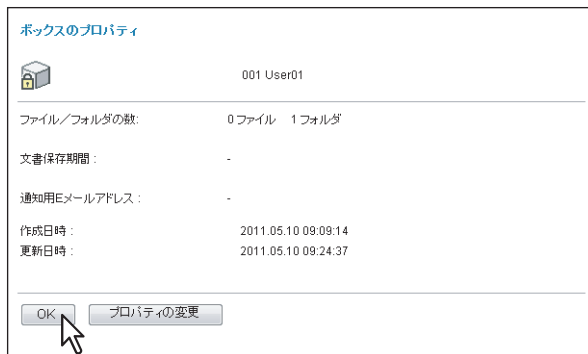 ボックスのプロパティ
001 User01
ファイル／フォルダの数: 0 ファイル 1 フォルダ
文書保存期間 : -
通知用Eメールアドレス : -
作成日時 : 2011.05.10 09:09:14
更新日時 : 2011.05.10 09:24:37
OK プロパティの変更